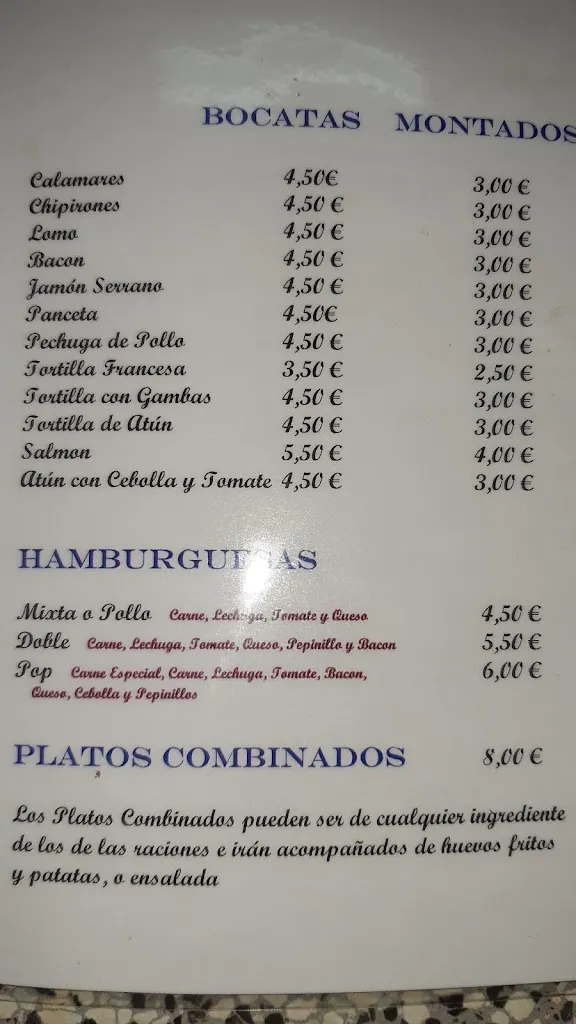 BOCATAS MONTADOS
Calamares 4,50€ 3,00 €
Chipirones 4,50 € 3,00 €
Lomo 4,50 € 3,00 €
Bacon 4,50 € 3,00 €
Jamón Serrano 4,50 € 3,00 €
Panceta 4,50€ 3,00 €
Pechuga de Pollo 4,50 € 3,00 €
Tortilla Francesa 3,50 € 2,50 €
Tortilla con Gambas 4,50 € 3,00 €
Tortilla de Atún 4,50 € 3,00 €
Salmon 5,50 € 4,00 €
Atún con Cebolla y Tomate 4,50 € 3,00 €
HAMBURGUESAS
Mixta o Pollo Carne, Lechuga, Tomate y Queso 4,50 €
Doble Carne, Lechuga, Tomate, Queso, Pepinillo y Bacon 5,50 €
Pop Carne Especial, Carne, Lechuga, Tomate, Bacon, 6,00 €
Queso, Cebolla y Pepinillos
PLATOS COMBINADOS 8,00 €
Los Platos Combinados pueden ser de cualquier ingrediente
de los de las raciones e irán acompañados de huevos fritos
y patatas, o ensalada